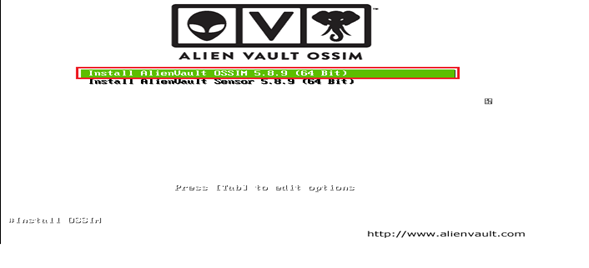 ALIEN VAULT OSSIM
Install AlienVault OSSIM 5.8.9 (64 Bit)
Install AlienVault Sensor 5.8.9 (64 Bit)
Press [Tab] to edit options
#Install OSSIM
http://www.alienvault.com